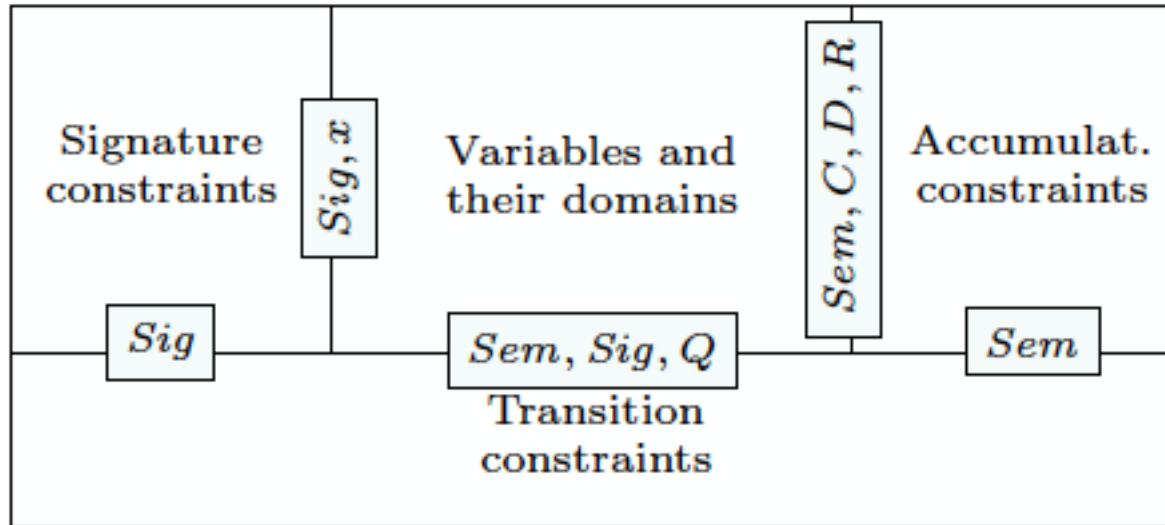 Signature
constraints
Sig, x
Variables and
their domains
Sem, C, D, R
Accumulat.
constraints
Sig
Sem, Sig, Q
Sem
Transition
constraints